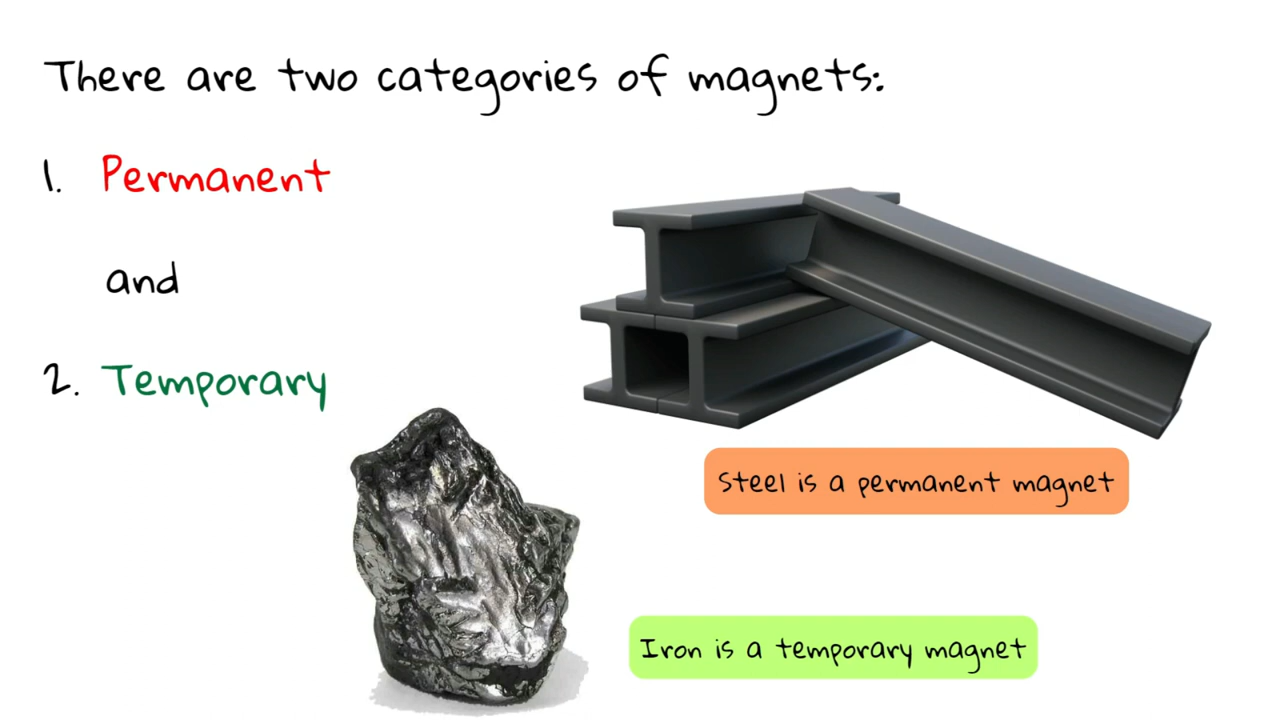 There are two categories of magnets:
1. Permanent
and
2. Temporary
Steel is a permanent magnet
Iron is a temporary magnet